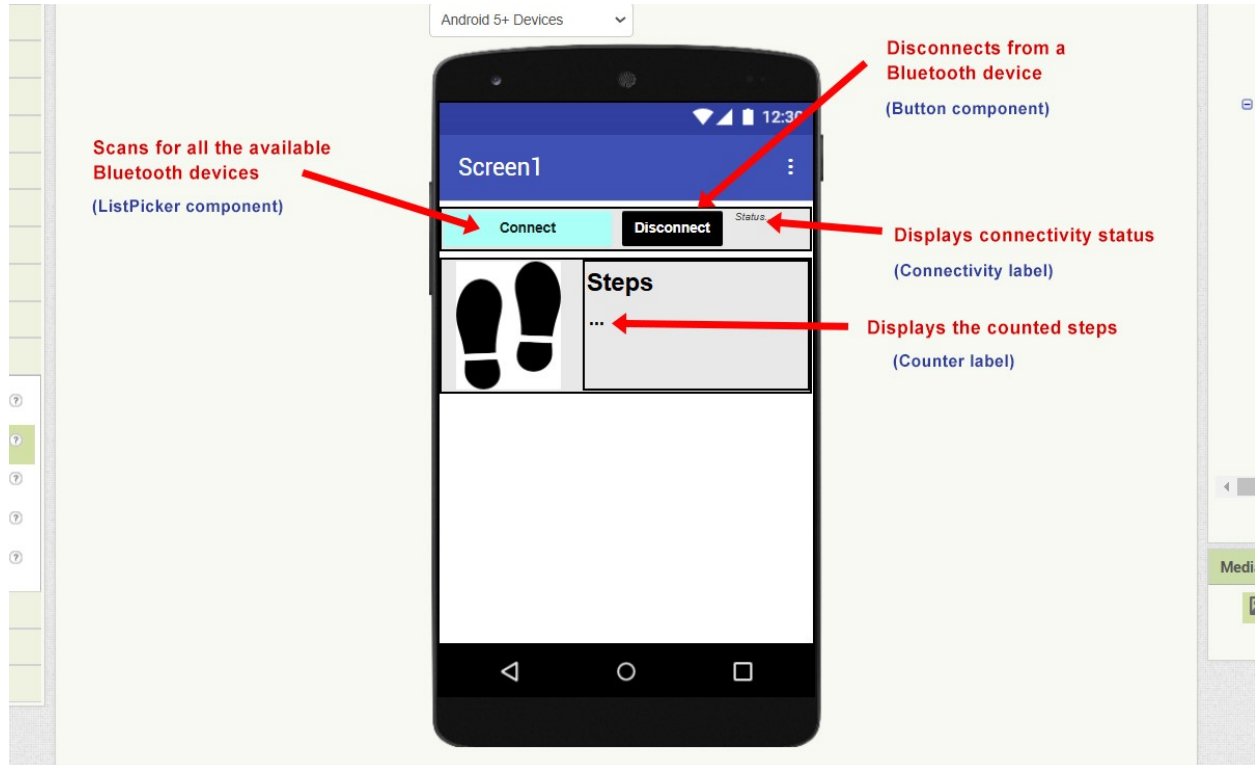 Android 5+ Devices
Disconnects from a
Bluetooth device
(Button component)
12:30
Scans for all the available
Bluetooth devices
(ListPicker component)
Screen1
Connect
Disconnect
Status...
Displays connectivity status
(Connectivity label)
Steps
...
Displays the counted steps
(Counter label)